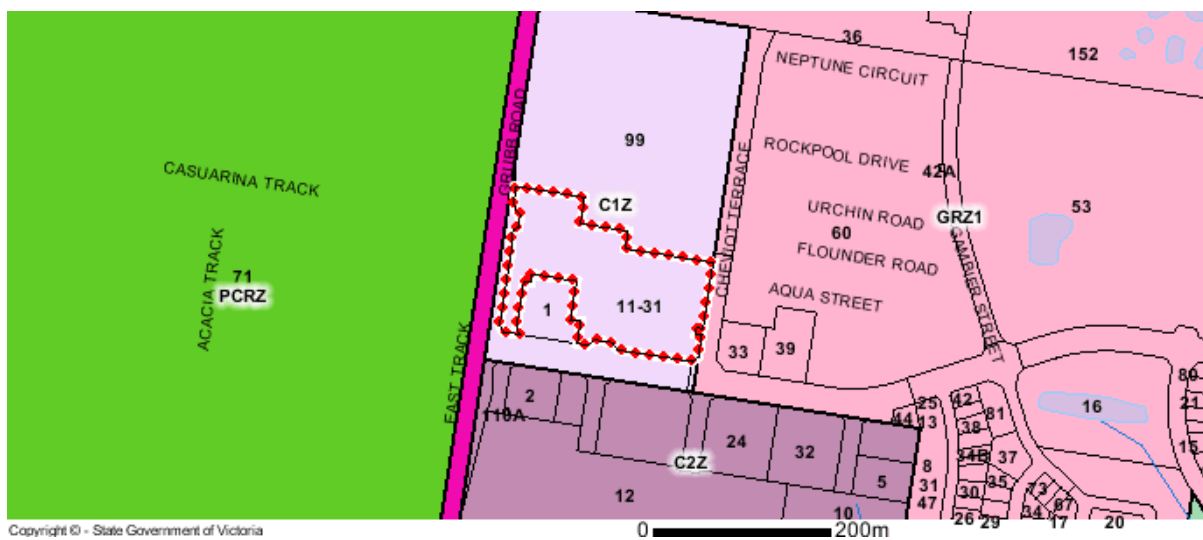 36
152
NEPTUNE CIRCUIT
GRUBB ROAD
99
CASUARINA TRACK
ROCKPOOL DRIVE
42A
CHEVIOT TERRACE
C1Z
URCHIN ROAD
GRZ1
53
60
FLOUNDER ROAD
GAMBIER STREET
ACACIA TRACK
71
PCRZ
1
11-31
AQUA STREET
33
39
EAST TRACK
2
110A
24
32
C2Z
12
5
10
80
21
15
16
25
42
44
13
81
38
34B
37
8
31
47
30
35
73
67
26
29
34
17
20
Copyright © - State Government of Victoria
0
200m